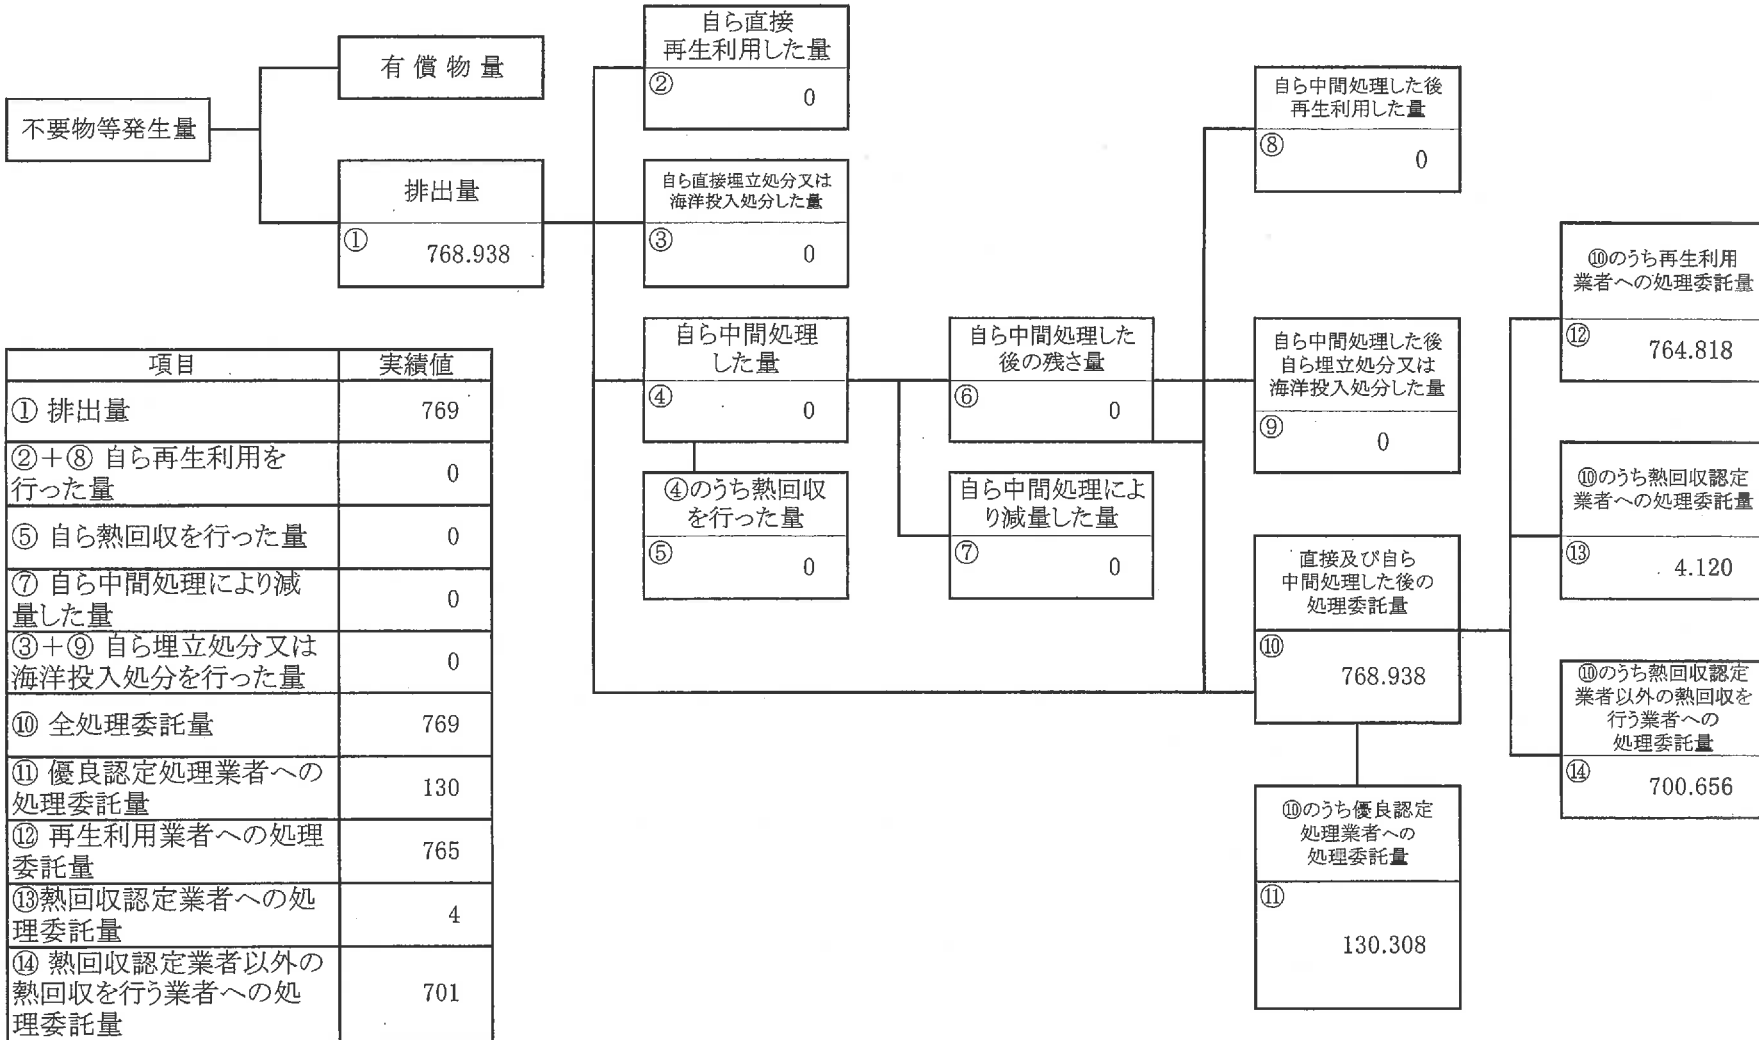 不要物等発生量
有償物量
排出量
①
768.938
自ら直接
再生利用した量
②
0
自ら直接埋立処分又は
海洋投入処分した量
③
0
自ら中間処理
した量
④
0
④のうち熱回収
を行った量
⑤
0
自ら中間処理した
後の残さ量
⑥
0
自ら中間処理によ
り減量した量
⑦
0
自ら中間処理した後
再生利用した量
⑧
0
自ら中間処理した後
自ら埋立処分又は
海洋投入処分した量
⑨
0
直接及び自ら
中間処理した後の
処理委託量
⑩
768.938
⑩のうち優良認定
処理業者への
処理委託量
⑪
130.308
⑩のうち再生利用
業者への処理委託量
⑫
764.818
⑩のうち熱回収認定
業者への処理委託量
⑬
4.120
⑩のうち熱回収認定
業者以外の熱回収を
行う業者への
処理委託量
⑭
700.656
項目 実績値
① 排出量 769
②+⑧ 自ら再生利用を
行った量 0
⑤ 自ら熱回収を行った量 0
⑦ 自ら中間処理により減
量した量 0
③+⑨ 自ら埋立処分又は
海洋投入処分を行った量 0
⑩ 全処理委託量 769
⑪ 優良認定処理業者への
処理委託量 130
⑫ 再生利用業者への処理
委託量 765
⑬熱回収認定業者への処
理委託量 4
⑭ 熱回収認定業者以外の
熱回収を行う業者への処
理委託量 701